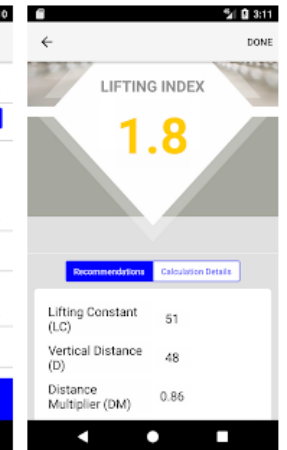 0
3:11
DONE
LIFTING INDEX
1.8
Recommendations
Calculation Details
Lifting Constant
(LC)
51
Vertical Distance
(D)
48
Distance
Multiplier (DM)
0.86